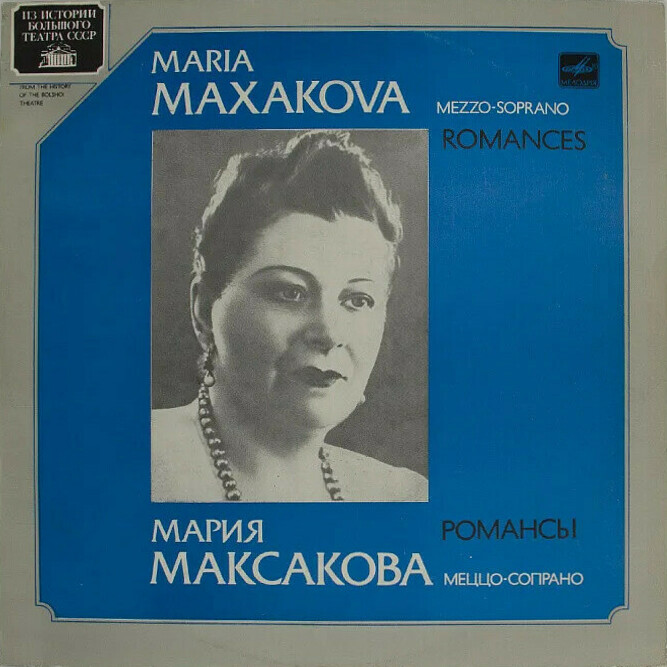 ИЗ ИСТОРИИ
БОЛЬШОГО
ТЕАТРА СССР
FROM THE HISTORY
OF THE BOLSHOI
THEATRE
МЕЛОДИЯ
MARIA
MAXAKOVA
MEZZO-SOPRANO
ROMANCES
МАРИЯ
МАКСАКОВА
РОМАНСЫ
МЕЦЦО-СОПРАНО